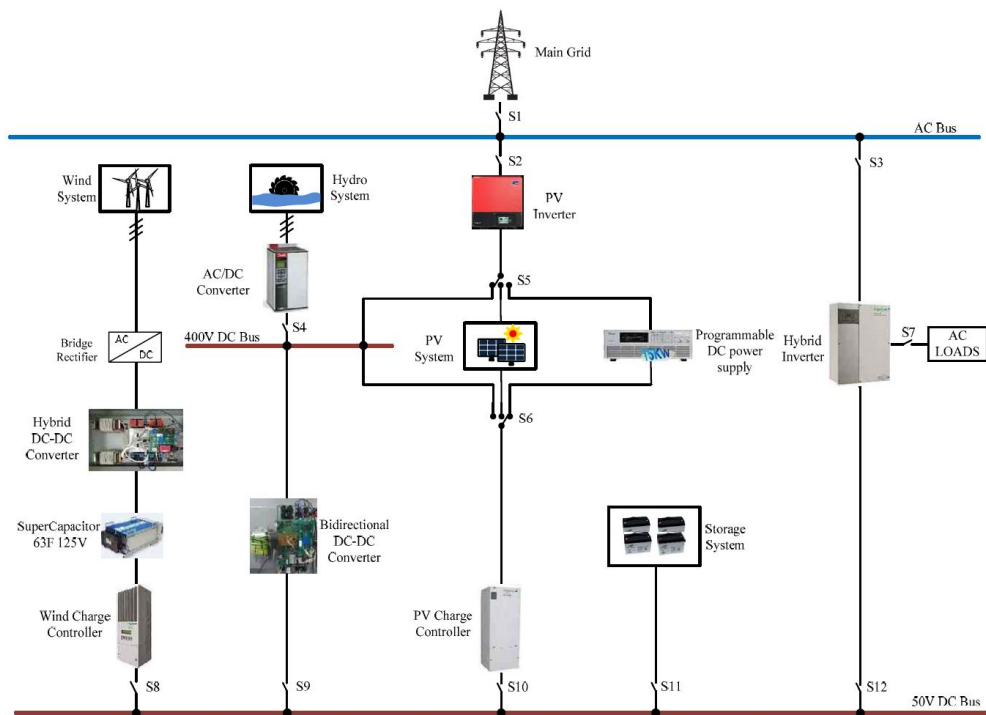 Main Grid
S1
AC Bus
S2
S3
Wind
System
Hydro
System
PV
Inverter
AC/DC
Converter
S5
S4
400V DC Bus
Bridge
Rectifier
AC
DC
PV
System
15KW
Programmable
DC power
supply
Hybrid
Inverter
S7
AC
LOADS
S6
Hybrid
DC-DC
Converter
SuperCapacitor
63F 125V
Bidirectional
DC-DC
Converter
Storage
System
Wind Charge
Controller
PV Charge
Controller
S8
S9
S10
S11
S12
50V DC Bus